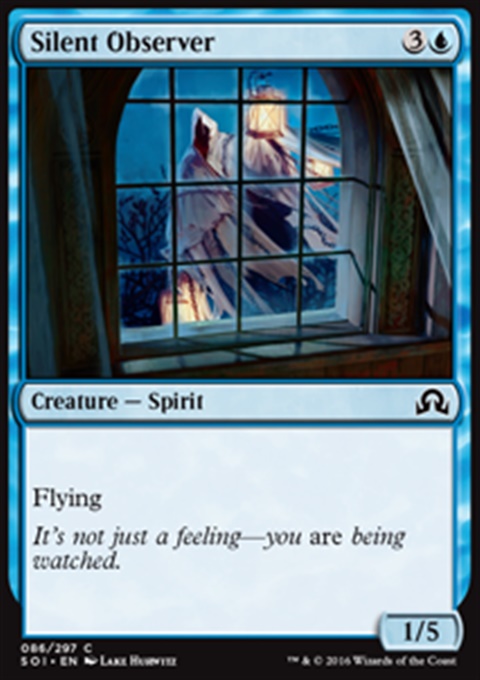 Silent Observer 3
Creature — Spirit
Flying
It's not just a feeling—you are being
watched.
1/5
086/297 C
SOI • EN Lake Hurwitz
™ & © 2016 Wizards of the Coast